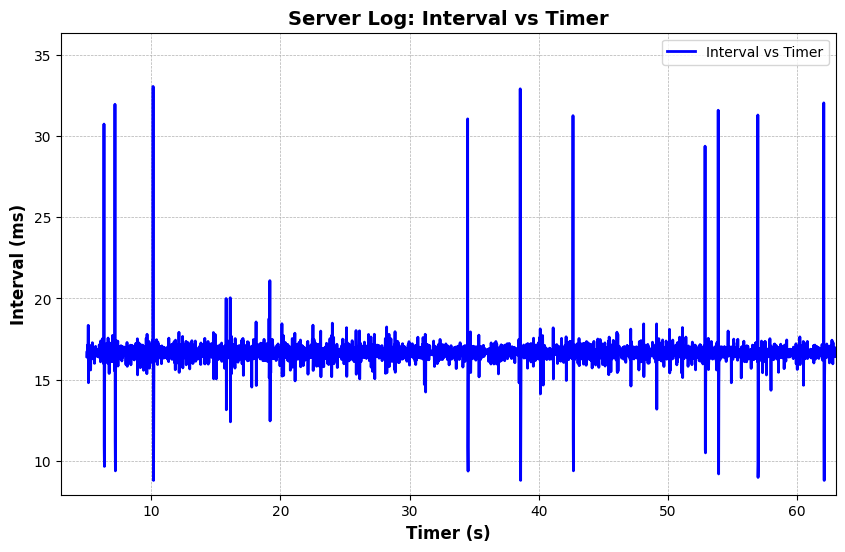 Server Log: Interval vs Timer
Interval vs Timer
35
30
25
20
15
10
Interval (ms)
10 20 30 40 50 60
Timer (s)